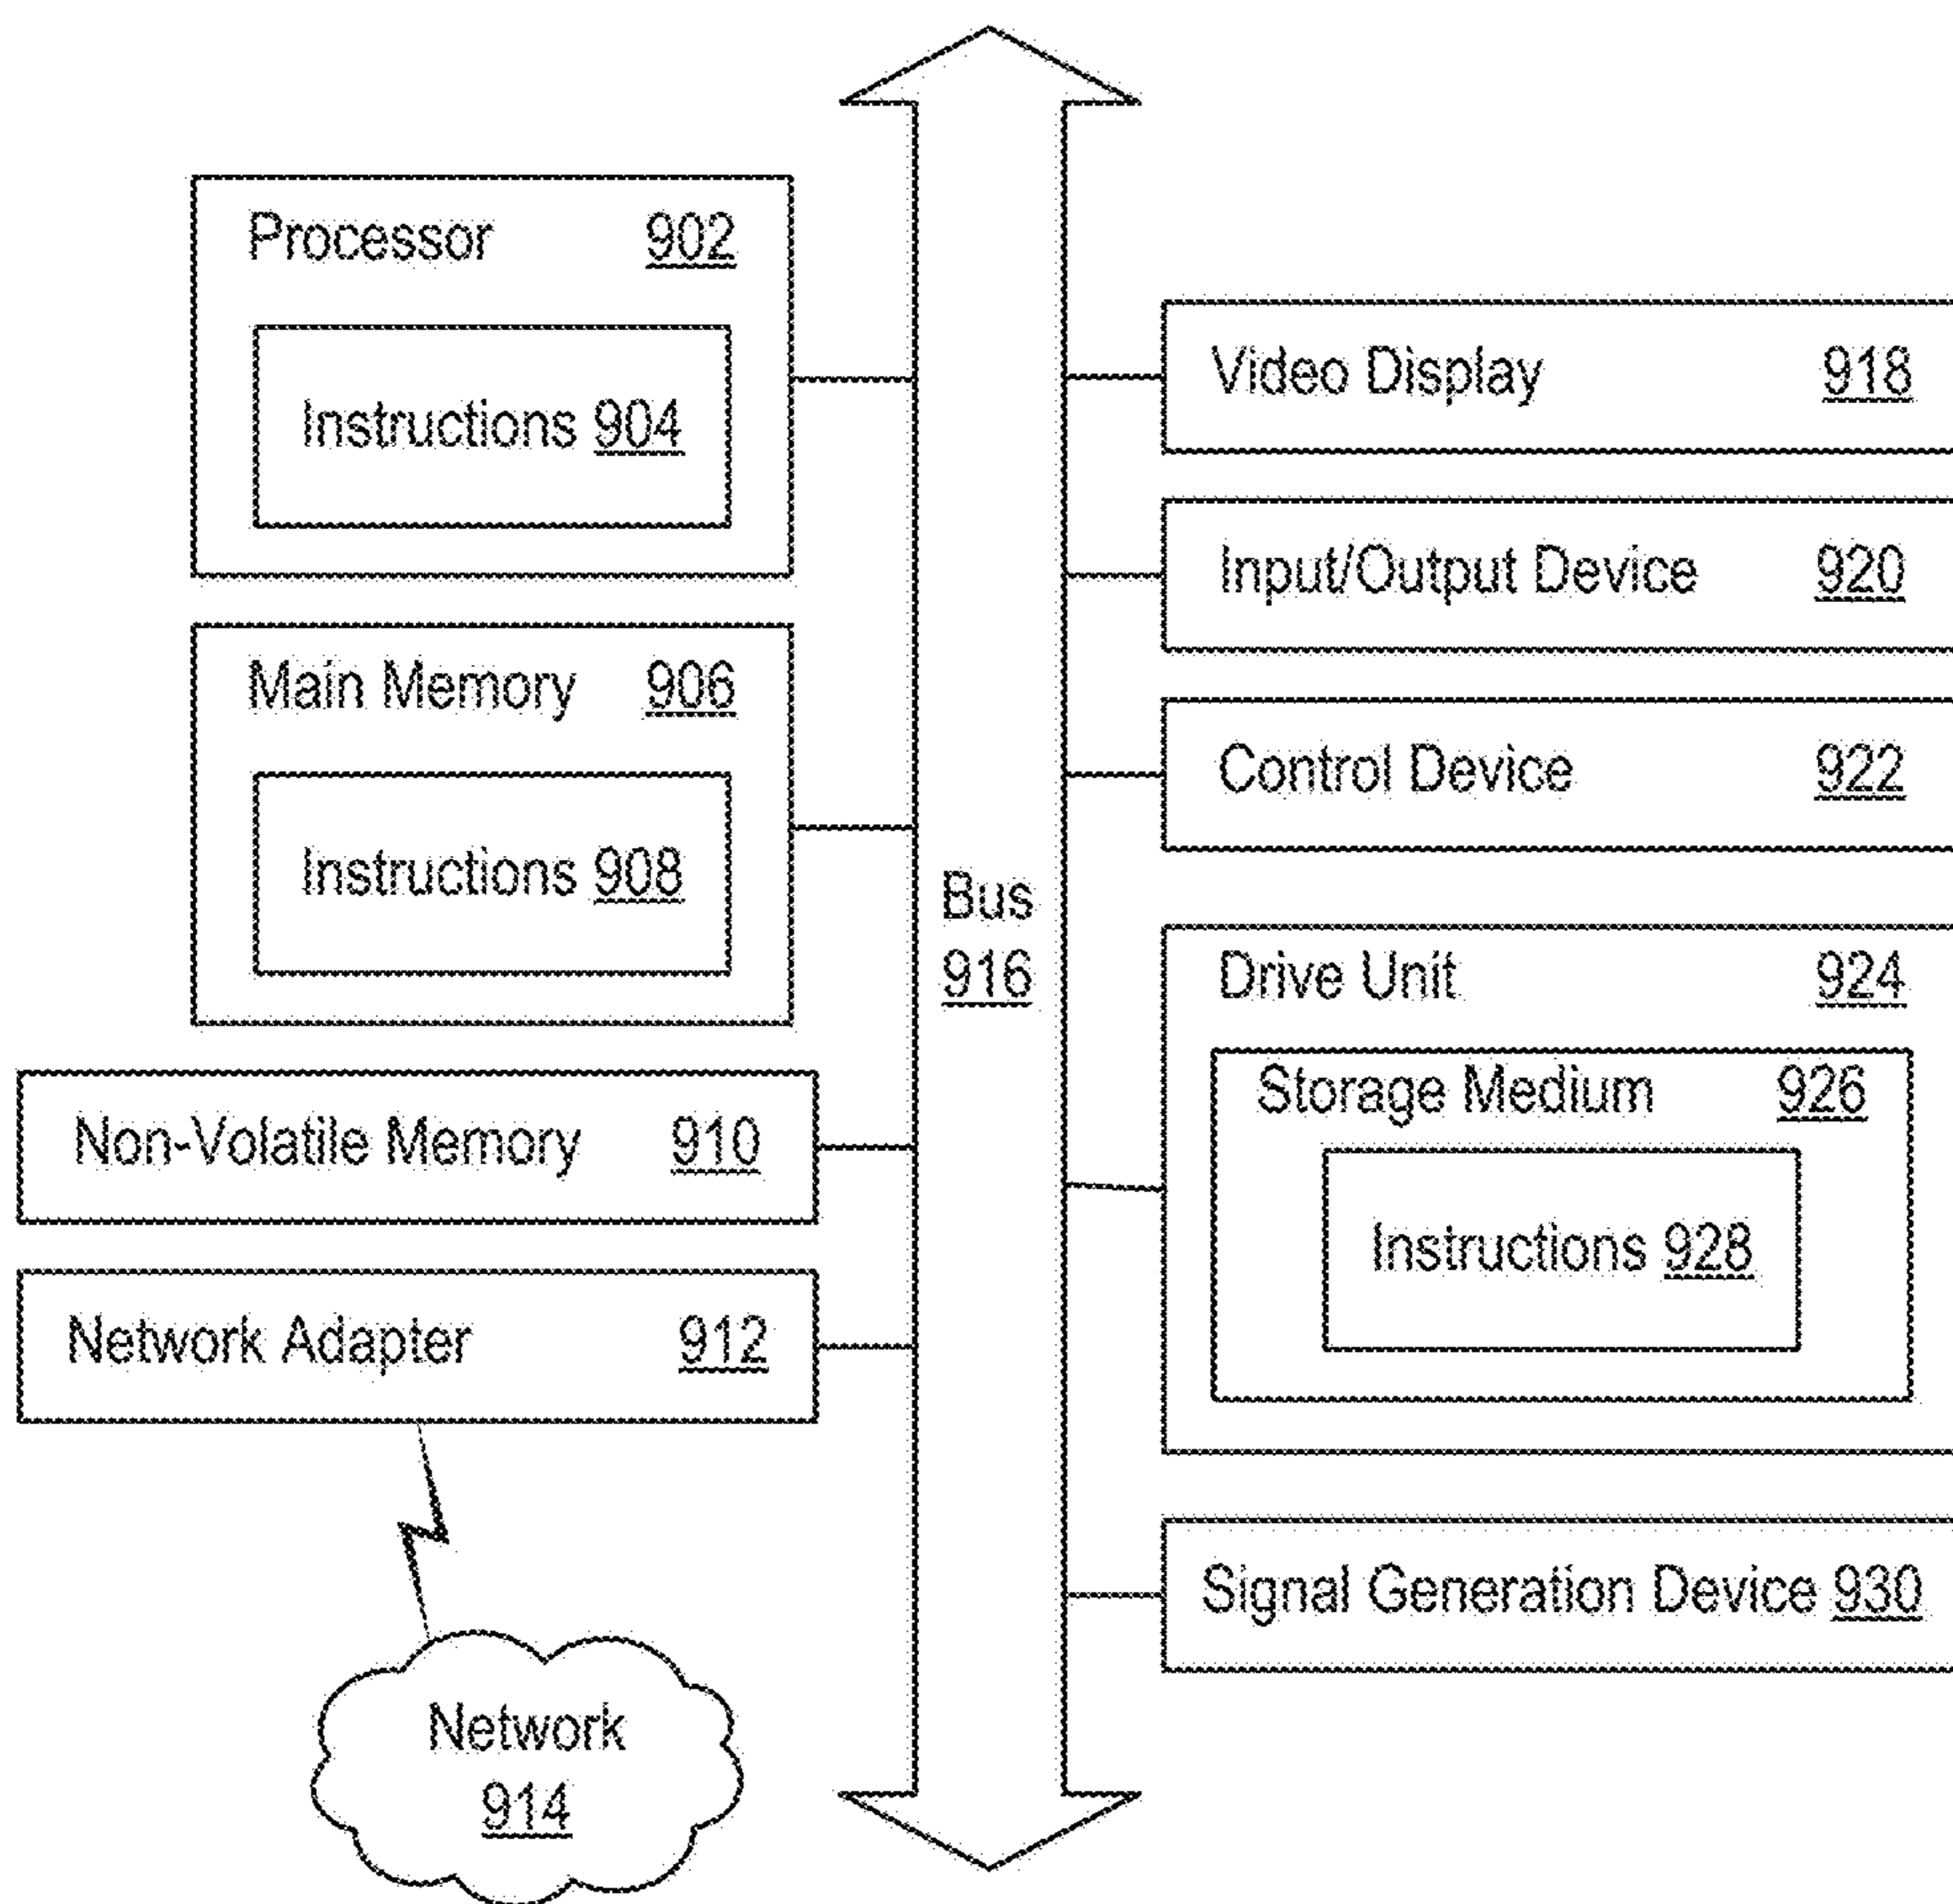 Processor 902
Instructions 904
Main Memory 906
Instructions 908
Non-Volatile Memory 910
Network Adapter 912
Network
914
Bus
916
Video Display 918
Input/Output Device 920
Control Device 922
Drive Unit 924
Storage Medium 926
Instructions 928
Signal Generation Device 930